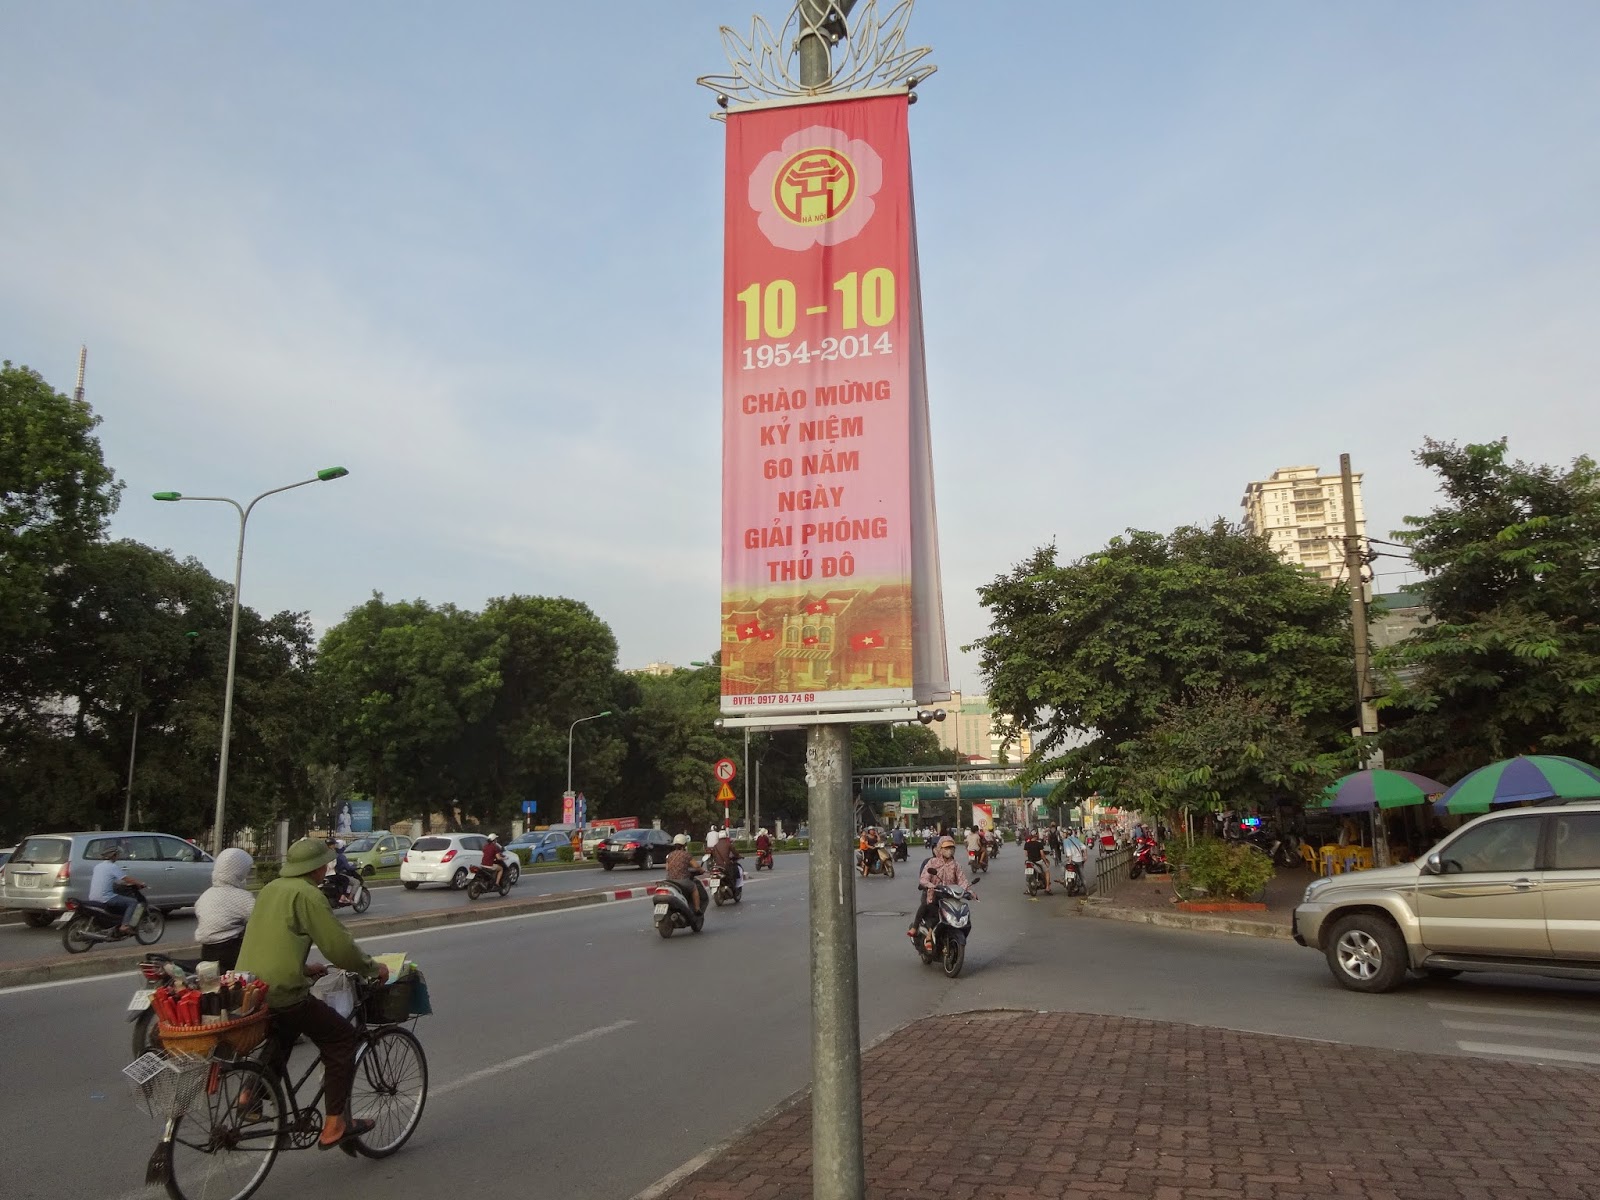 HÀ NỘI
10 - 10
1954-2014
CHÀO MỪNG
KỶ NIỆM
60 NĂM
NGÀY
GIẢI PHÓNG
THỦ ĐÔ
ĐVTH: 0917 84 74 69